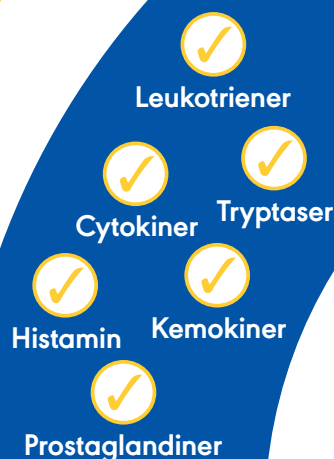 Leukotriener
Tryptaser
Cytokiner
Kemokiner
Histamin
Prostaglandiner